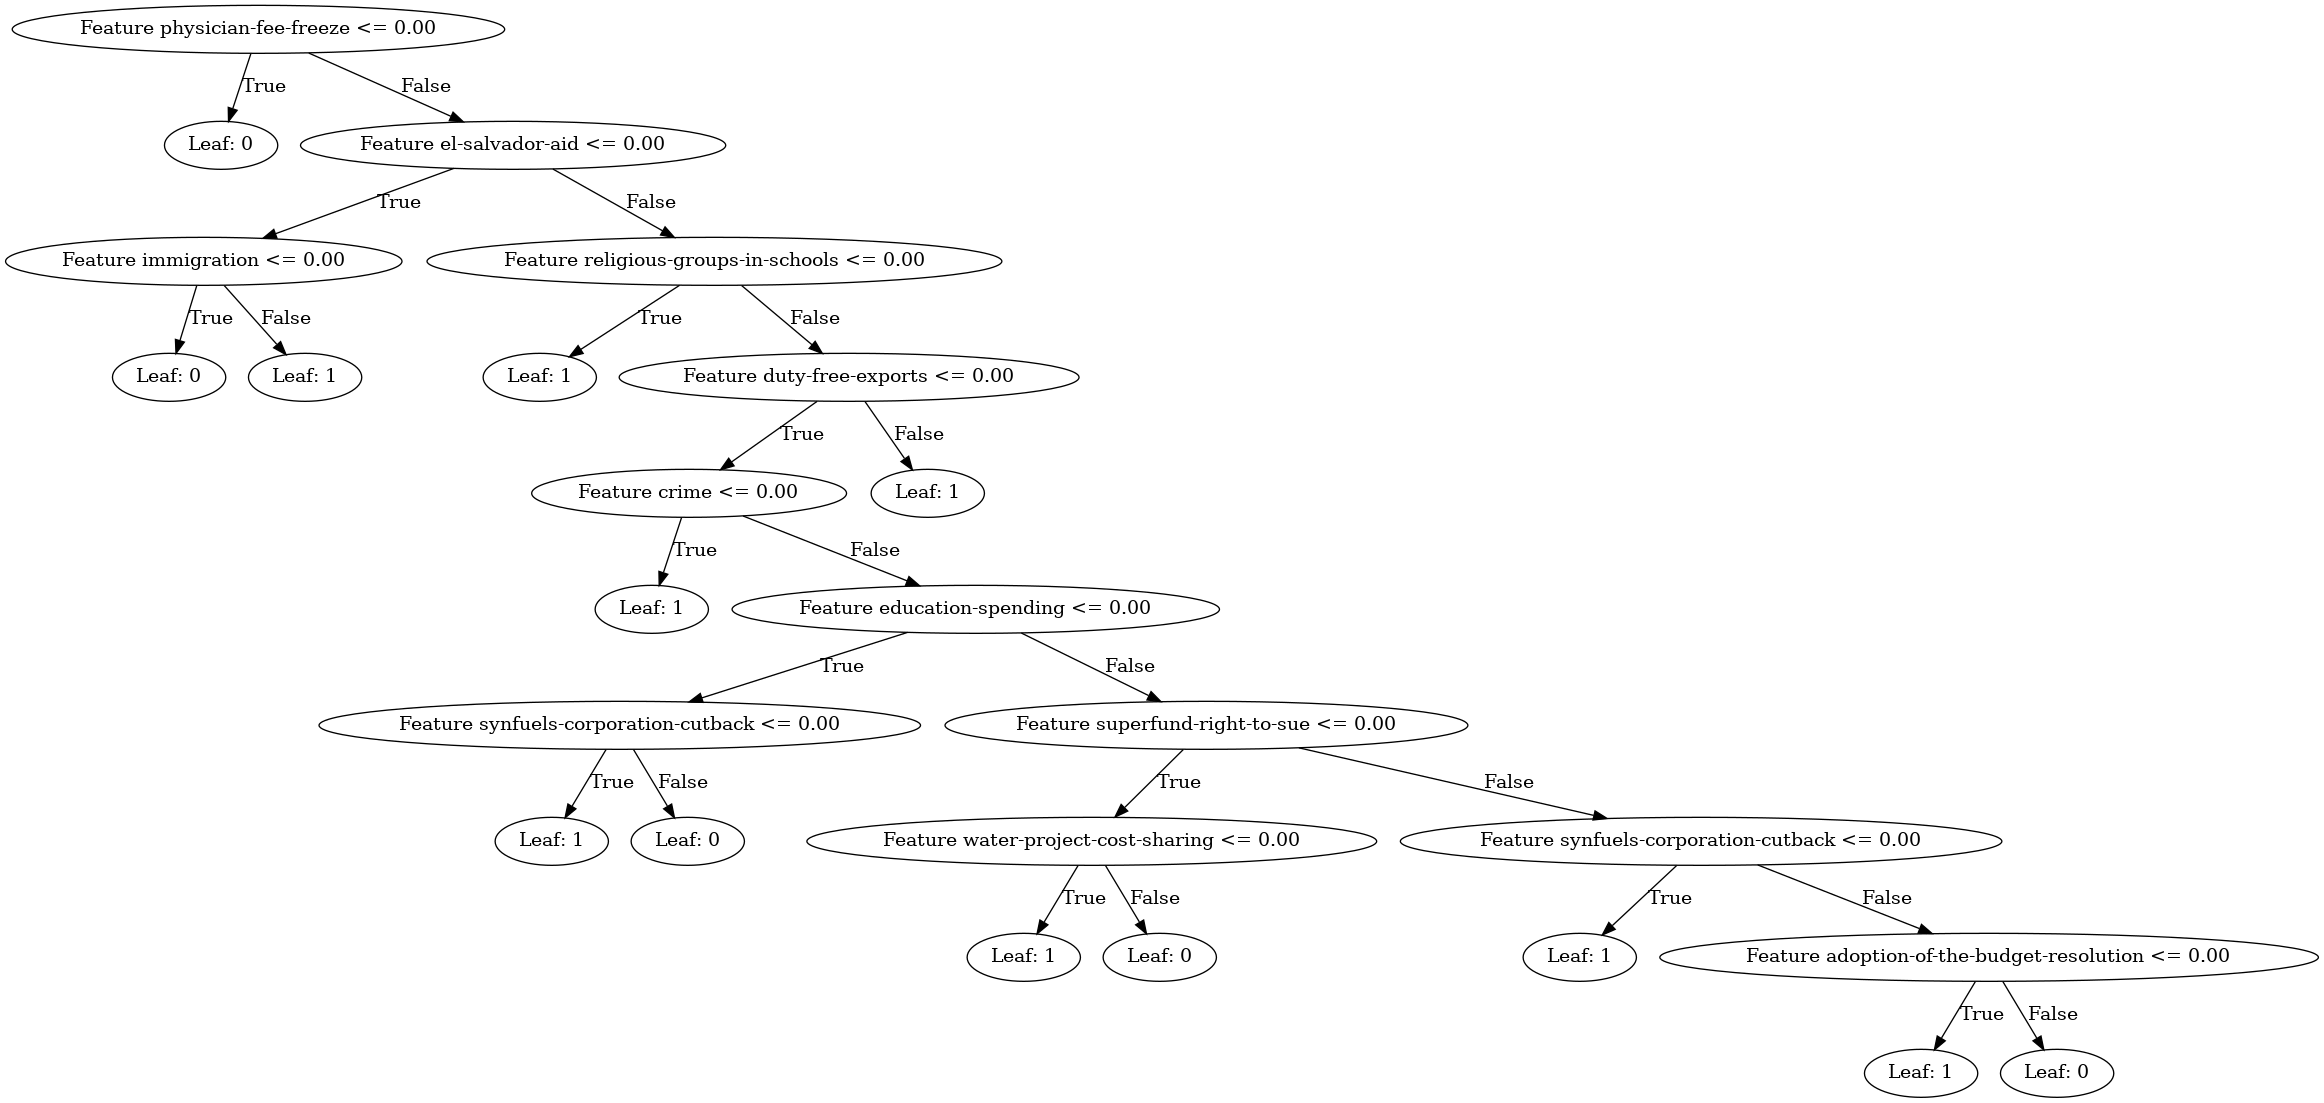 Feature physician-fee-freeze <= 0.00
True
False
Leaf: 0
Feature el-salvador-aid <= 0.00
True
False
Feature immigration <= 0.00
Feature religious-groups-in-schools <= 0.00
True
False
True
False
Leaf: 0
Leaf: 1
Leaf: 1
Feature duty-free-exports <= 0.00
True
False
Feature crime <= 0.00
Leaf: 1
True
False
Leaf: 1
Feature education-spending <= 0.00
True
False
Feature synfuels-corporation-cutback <= 0.00
Feature superfund-right-to-sue <= 0.00
True
False
True
False
Leaf: 1
Leaf: 0
Feature water-project-cost-sharing <= 0.00
Feature synfuels-corporation-cutback <= 0.00
True
False
True
False
Leaf: 1
Leaf: 0
Leaf: 1
Feature adoption-of-the-budget-resolution <= 0.00
True
False
Leaf: 1
Leaf: 0